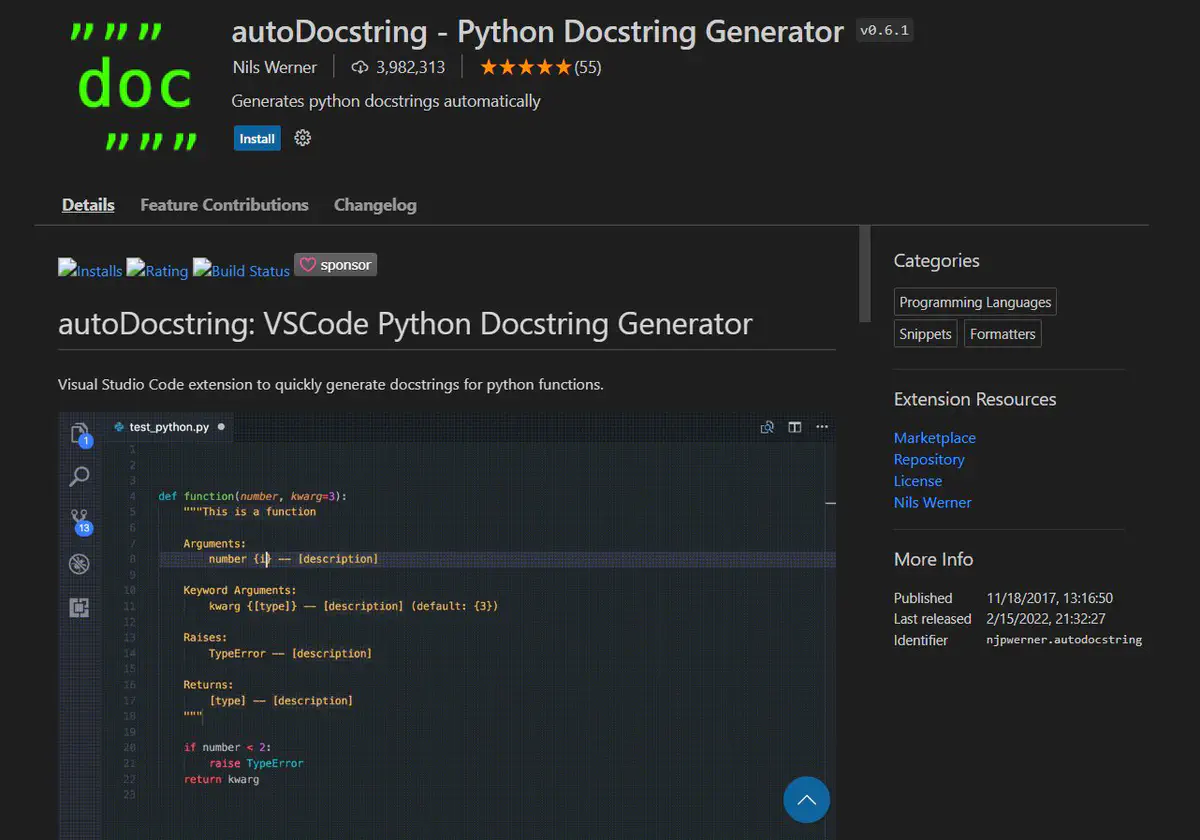 """ 
doc
"""
autoDocstring - Python Docstring Generator v0.6.1
Nils Werner 3,982,313 (55)
Generates python docstrings automatically
Install
Details Feature Contributions Changelog
Installs Rating Build Status sponsor
autoDocstring: VSCode Python Docstring Generator
Visual Studio Code extension to quickly generate docstrings for python functions.
1
13
test_python.py
1
2
3
4 def function(number, kwarg=3):
5 """This is a function
6
7 Arguments:
8 number {i} -- [description]
9
10 Keyword Arguments:
11 kwarg {[type]} -- [description] (default: {3})
12
13 Raises:
14 TypeError -- [description]
15
16 Returns:
17 [type] -- [description]
18 """
19
20 if number < 2:
21 raise TypeError
22 return kwarg
23
Categories
Programming Languages
Snippets Formatters
Extension Resources
Marketplace
Repository
License
Nils Werner
More Info
Published 11/18/2017, 13:16:50
Last released 2/15/2022, 21:32:27
Identifier njpwerner.autodocstring